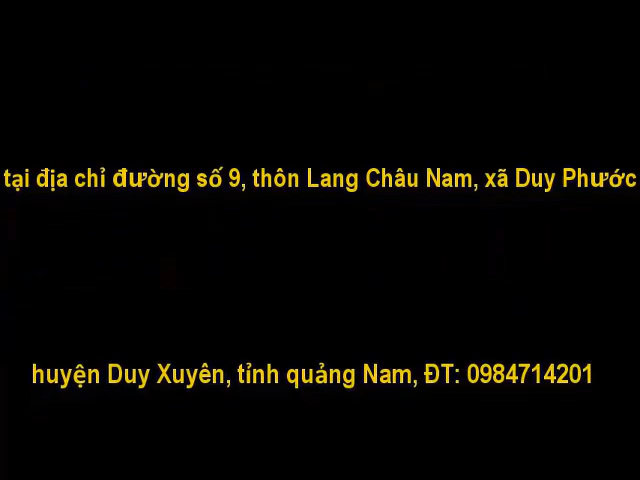 tại địa chỉ đường số 9, thôn Lang Châu Nam, xã Duy Phước
huyện Duy Xuyên, tỉnh quảng Nam, ĐT: 0984714201